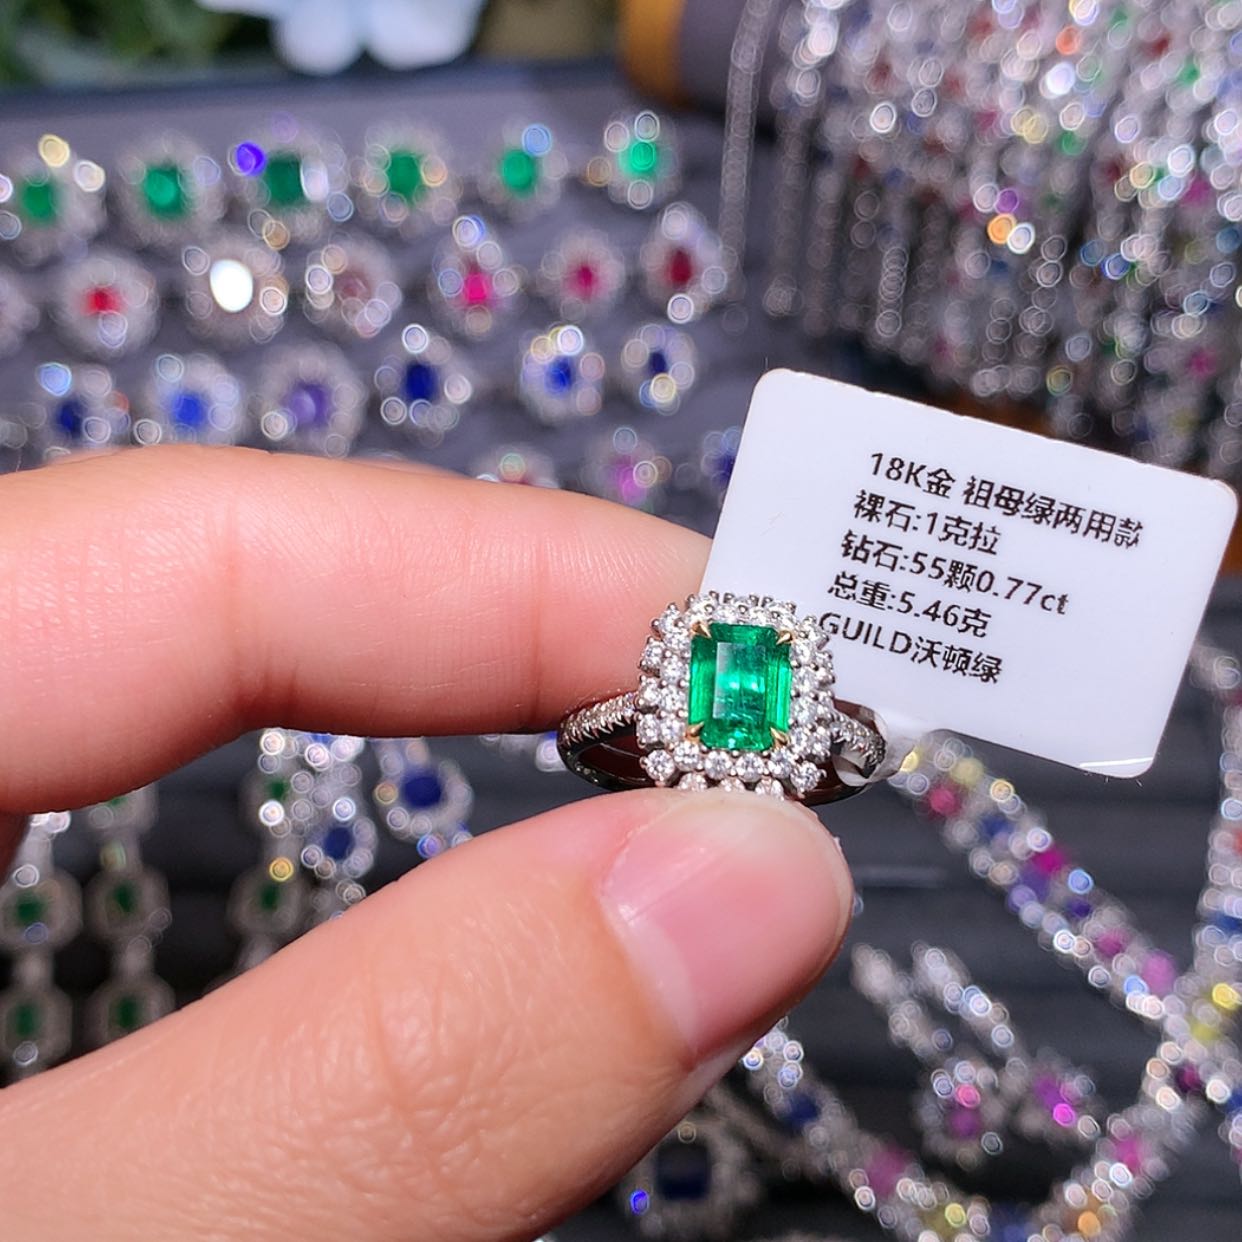 18K金 祖母绿两用款
裸石:1克拉
钻石:55颗0.77ct
总重:5.46克
GUILD沃顿绿